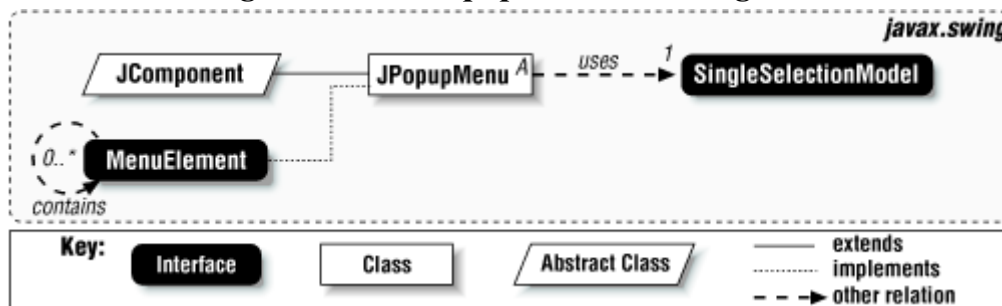 javax.swing
JComponent
JPopupMenu A
uses
1
SingleSelectionModel
0..*
MenuElement
contains
Key:
Interface
Class
Abstract Class
extends
implements
other relation